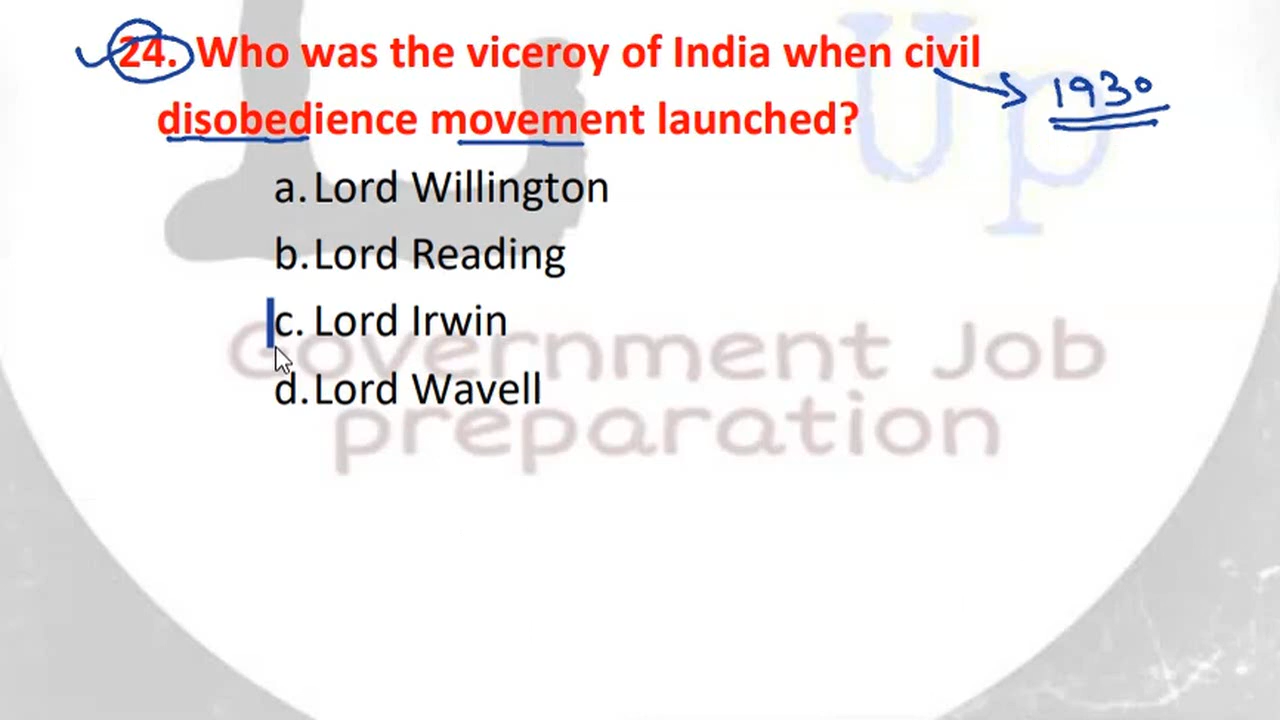 24. Who was the viceroy of India when civil
1930
disobedience movement launched?
Up
a. Lord Willington
b. Lord Reading
c. Lord Irwin
d. Lord Wavell
Government Job
preparation